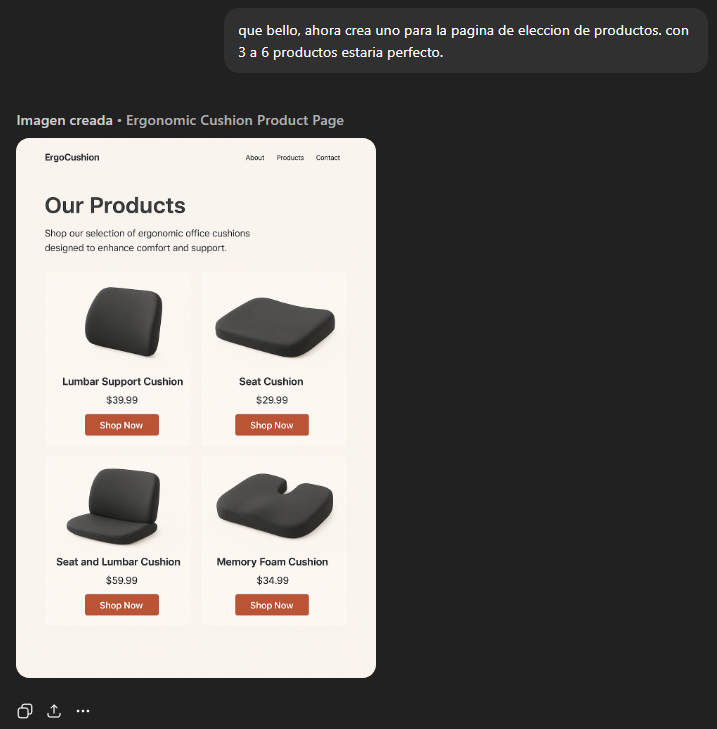 que bello, ahora crea uno para la pagina de eleccion de productos. con
3 a 6 productos estaria perfecto.
Imagen creada • Ergonomic Cushion Product Page
ErgoCushion
About Products Contact
Our Products
Shop our selection of ergonomic office cushions
designed to enhance comfort and support.
Lumbar Support Cushion
$39.99
Shop Now
Seat Cushion
$29.99
Shop Now
Seat and Lumbar Cushion
$59.99
Shop Now
Memory Foam Cushion
$34.99
Shop Now